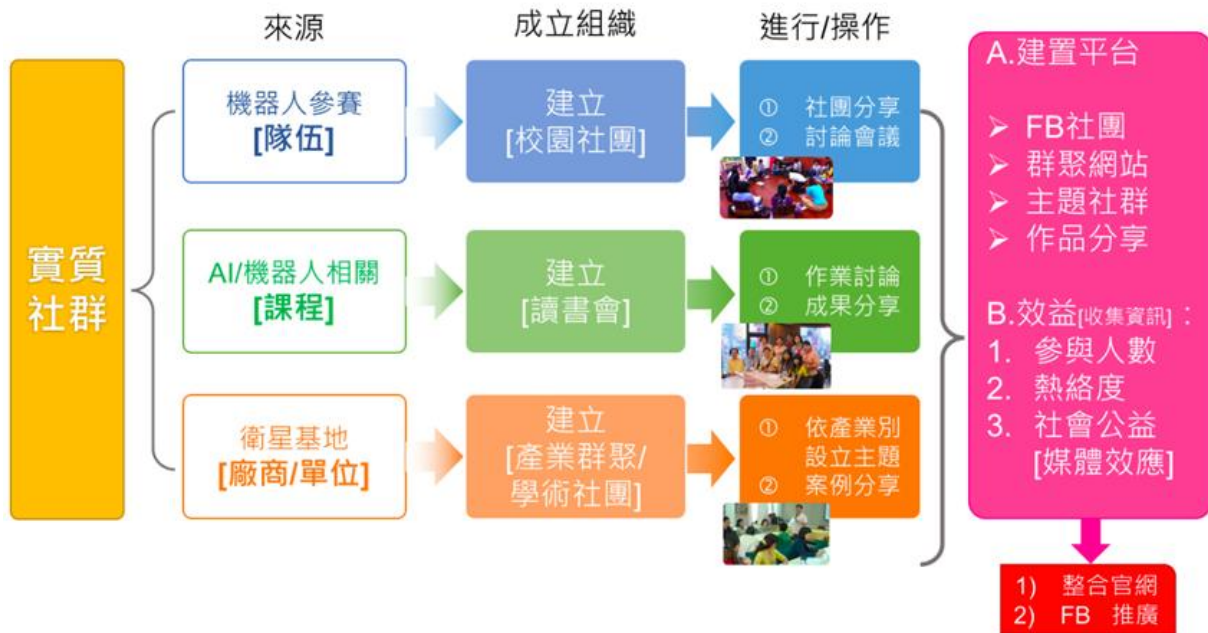 來源
成立組織
進行/操作
實質
社群
機器人參賽
[隊伍]
建立
[校園社團]
① 社團分享
② 討論會議
AI/機器人相關
[課程]
建立
[讀書會]
① 作業討論
② 成果分享
衛星基地
[廠商/單位]
建立
[產業群聚/
學術社團]
① 依產業別
設立主題
② 案例分享
A.建置平台
➢ FB社團
➢ 群聚網站
➢ 主題社群
➢ 作品分享
B.效益[收集資訊]：
1. 參與人數
2. 熱絡度
3. 社會公益
[媒體效應]
1) 整合官網
2) FB 推廣